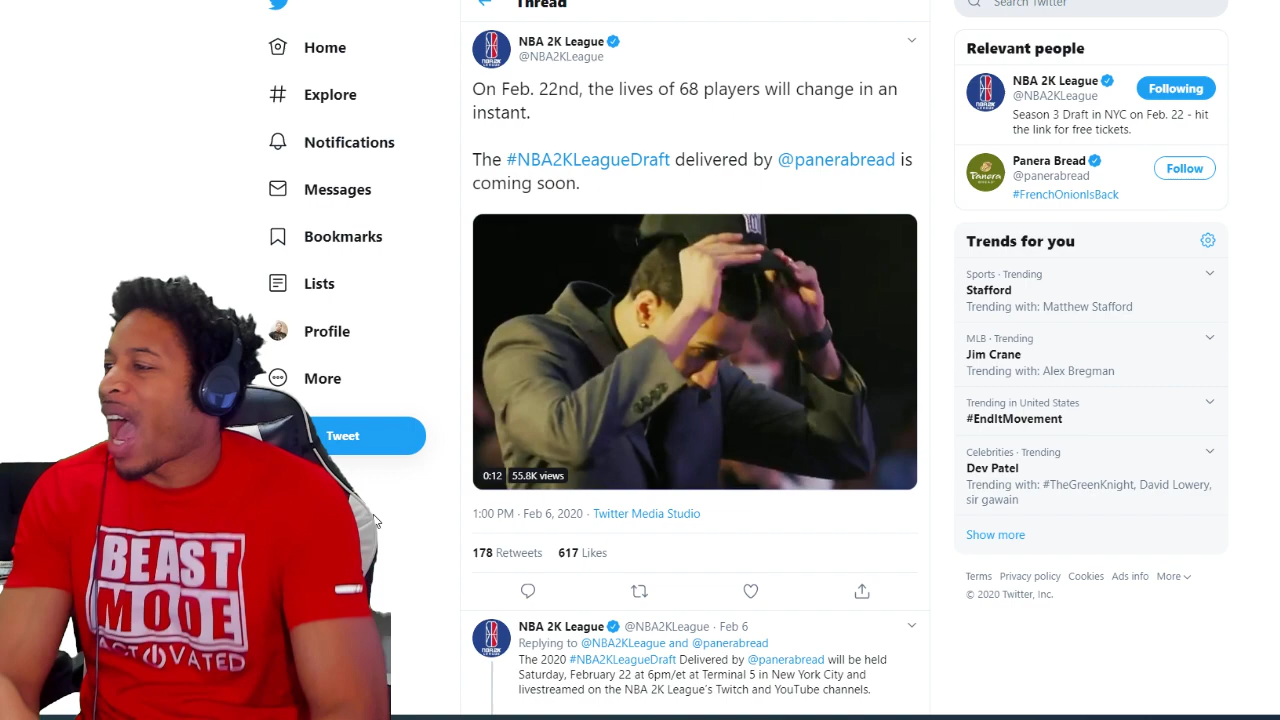 Thread
Search Twitter
Home
Explore
Notifications
Messages
Bookmarks
Lists
Profile
More
Tweet
NBA 2K League
@NBA2KLeague
On Feb. 22nd, the lives of 68 players will change in an
instant.
The #NBA2KLeagueDraft delivered by @panerabread is
coming soon.
0:12 55.8K views
1:00 PM · Feb 6, 2020 · Twitter Media Studio
178 Retweets 617 Likes
NBA 2K League @NBA2KLeague · Feb 6
Replying to @NBA2KLeague and @panerabread
The 2020 #NBA2KLeagueDraft Delivered by @panerabread will be held
Saturday, February 22 at 6pm/et at Terminal 5 in New York City and
livestreamed on the NBA 2K League's Twitch and YouTube channels.
Relevant people
NBA 2K League
@NBA2KLeague
Following
Season 3 Draft in NYC on Feb. 22 - hit
the link for free tickets.
Panera Bread
@panerabread
Follow
#FrenchOnionIsBack
Trends for you
Sports · Trending
Stafford
Trending with: Matthew Stafford
MLB · Trending
Jim Crane
Trending with: Alex Bregman
Trending in United States
#EndItMovement
Celebrities · Trending
Dev Patel
Trending with: #TheGreenKnight, David Lowery,
sir gawain
Show more
Terms Privacy policy Cookies Ads info More
© 2020 Twitter, Inc.
BEAST
MODE
ACTIVATED